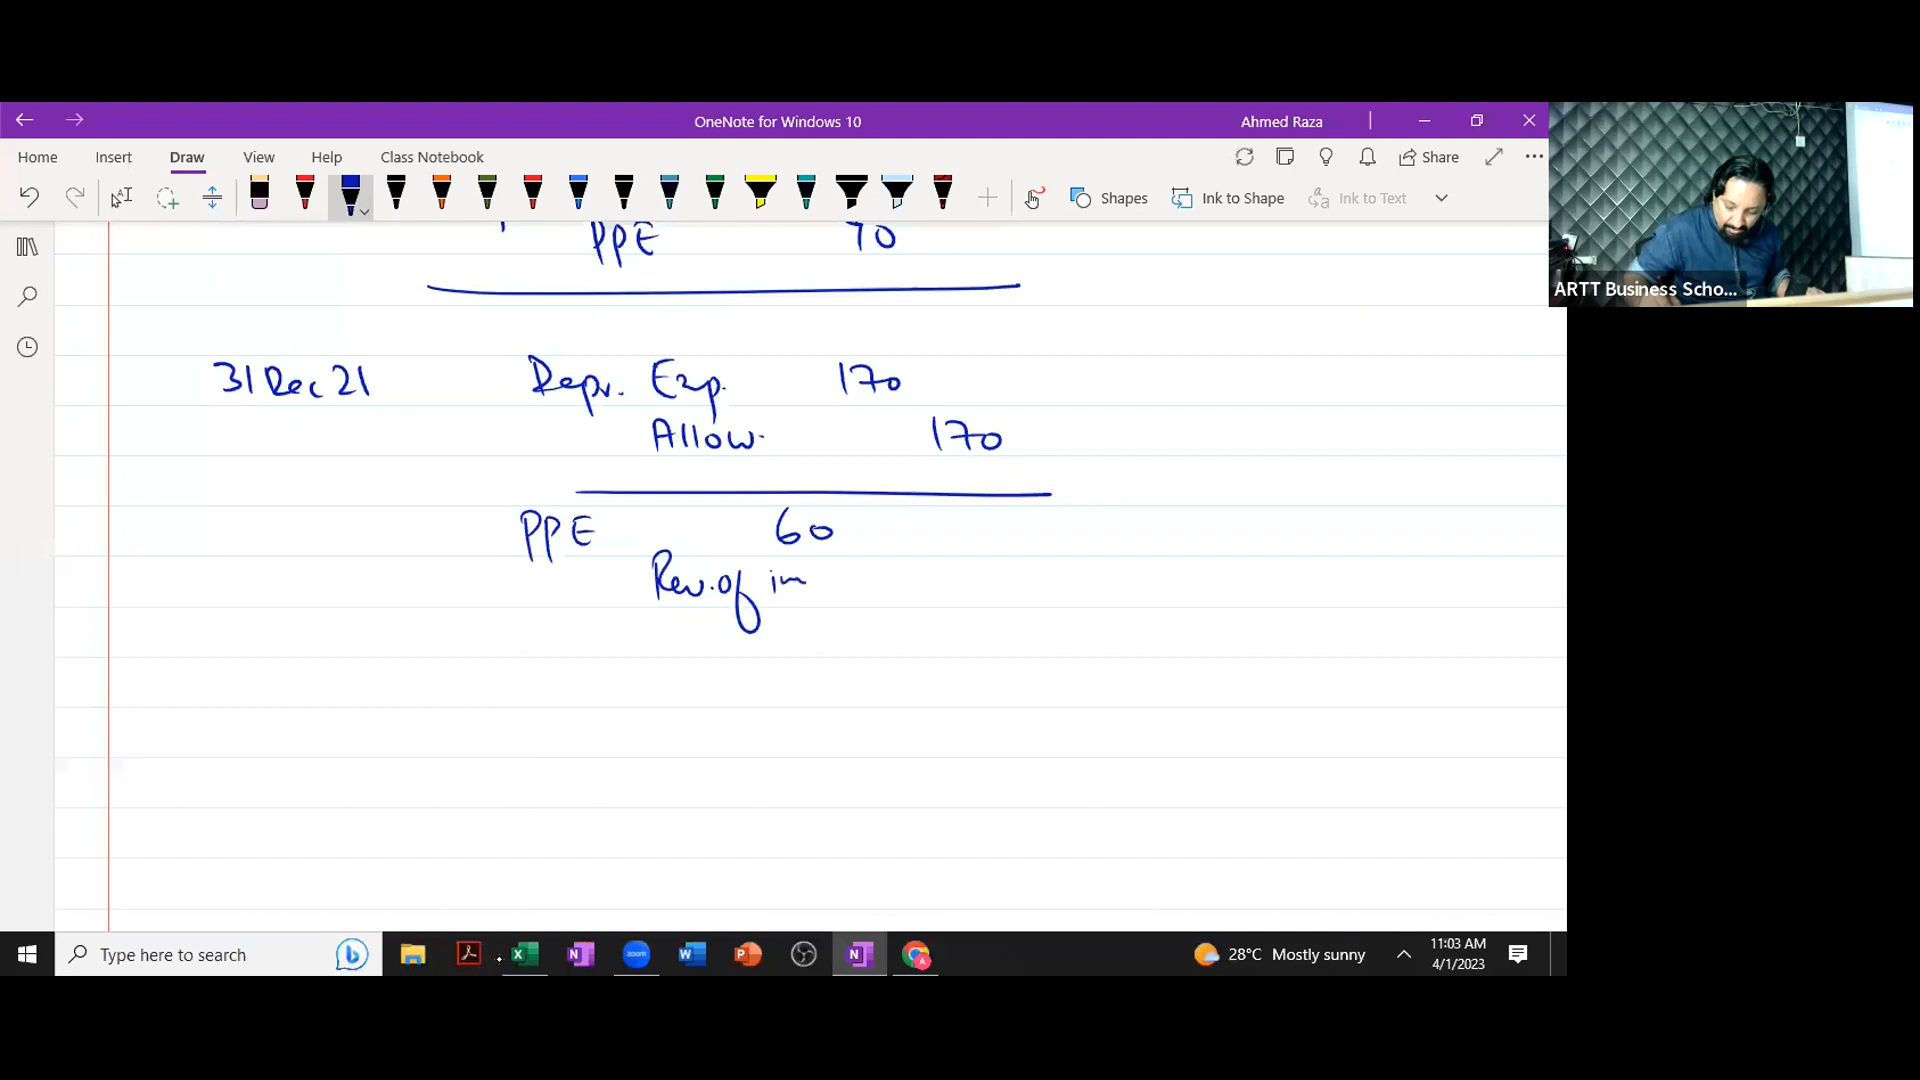 OneNote for Windows 10
Ahmed Raza
Home Insert Draw View Help Class Notebook
Share
Shapes Ink to Shape Ink to Text
ARTT Business Scho...
PPE 70
31 Dec 21 Depr. Exp. 170
Allow. 170
PPE 60
Rev. of im
Type here to search
zoom
28°C Mostly sunny
11:03 AM
4/1/2023